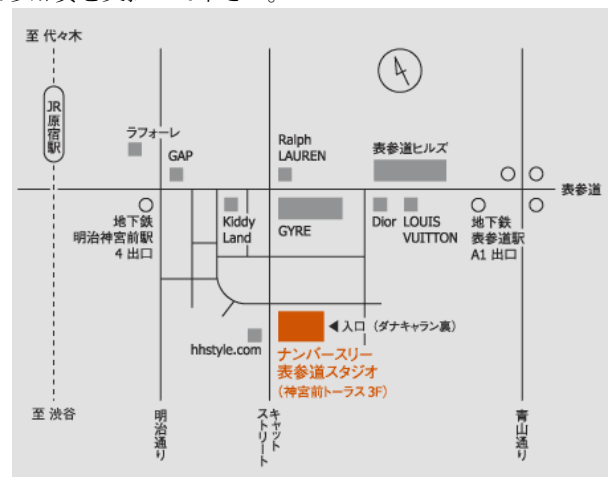 至 代々木
JR原宿駅
ラフォーレ
GAP
Ralph
LAUREN
表参道ヒルズ
表参道
地下鉄
明治神宮前駅
4 出口
Kiddy
Land
GYRE
Dior
LOUIS
VUITTON
地下鉄
表参道駅
A1 出口
◀入口（ダナキャラン裏）
hhstyle.com
ナンバースリー
表参道スタジオ
（神宮前トーラス 3F）
至 渋谷
明治通り
キャット
ストリート
青山通り